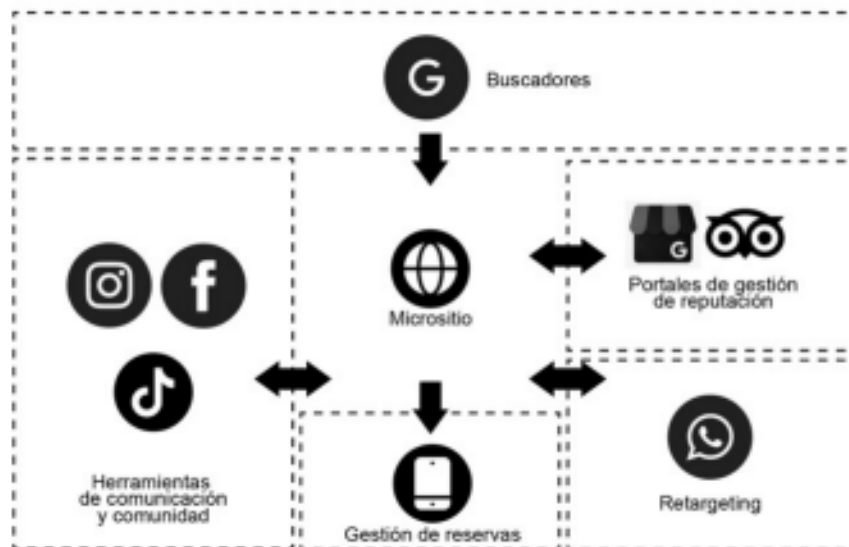 G
Buscadores
G
Portales de gestión
de reputación
Micrositio
Herramientas
de comunicación
y comunidad
Gestión de reservas
Retargeting